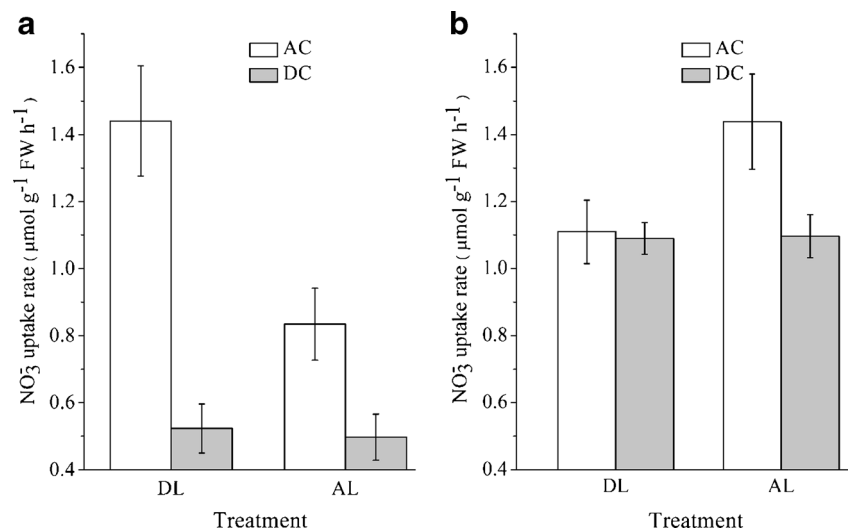 a
AC
DC
1.6
1.4
1.2
1.0
0.8
0.6
0.4
NO₃⁻ uptake rate ( μmol g⁻¹ FW h⁻¹ )
DL AL
Treatment
b
AC
DC
1.6
1.4
1.2
1.0
0.8
0.6
0.4
NO₃⁻ uptake rate ( μmol g⁻¹ FW h⁻¹ )
DL AL
Treatment